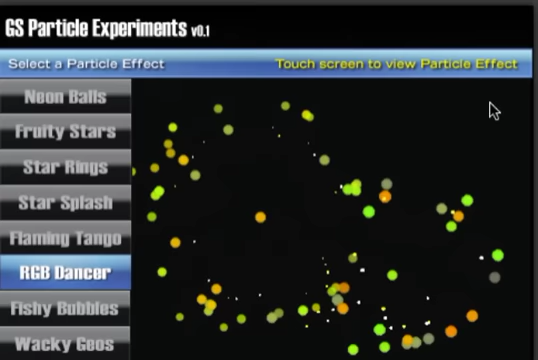 GS Particle Experiments v0.1
Select a Particle Effect
Touch screen to view Particle Effect
Neon Balls
Fruity Stars
Star Rings
Star Splash
Flaming Tango
RGB Dancer
Fishy Bubbles
Wacky Geos